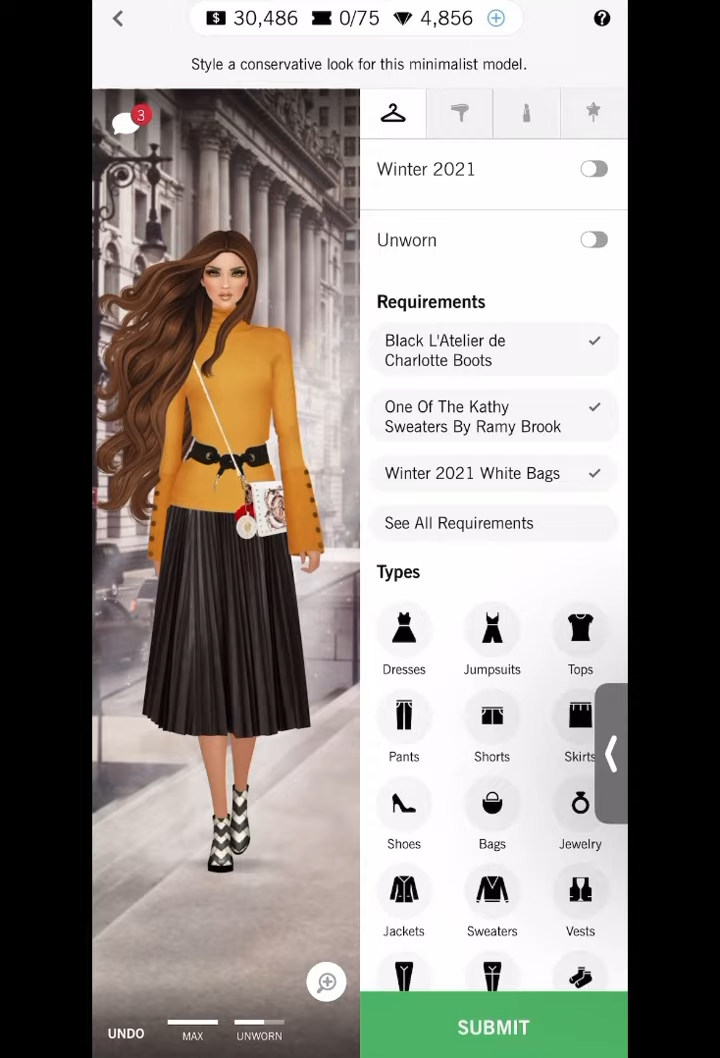 30,486 0/75 4,856
Style a conservative look for this minimalist model.
3
Winter 2021
Unworn
Requirements
Black L'Atelier de
Charlotte Boots
One Of The Kathy
Sweaters By Ramy Brook
Winter 2021 White Bags
See All Requirements
Types
Dresses Jumpsuits Tops
Pants Shorts Skirts
Shoes Bags Jewelry
Jackets Sweaters Vests
UNDO MAX UNWORN
SUBMIT